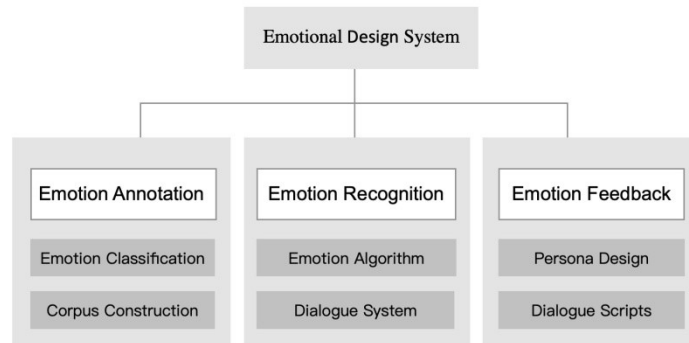 Emotional Design System
Emotion Annotation
Emotion Classification
Corpus Construction
Emotion Recognition
Emotion Algorithm
Dialogue System
Emotion Feedback
Persona Design
Dialogue Scripts